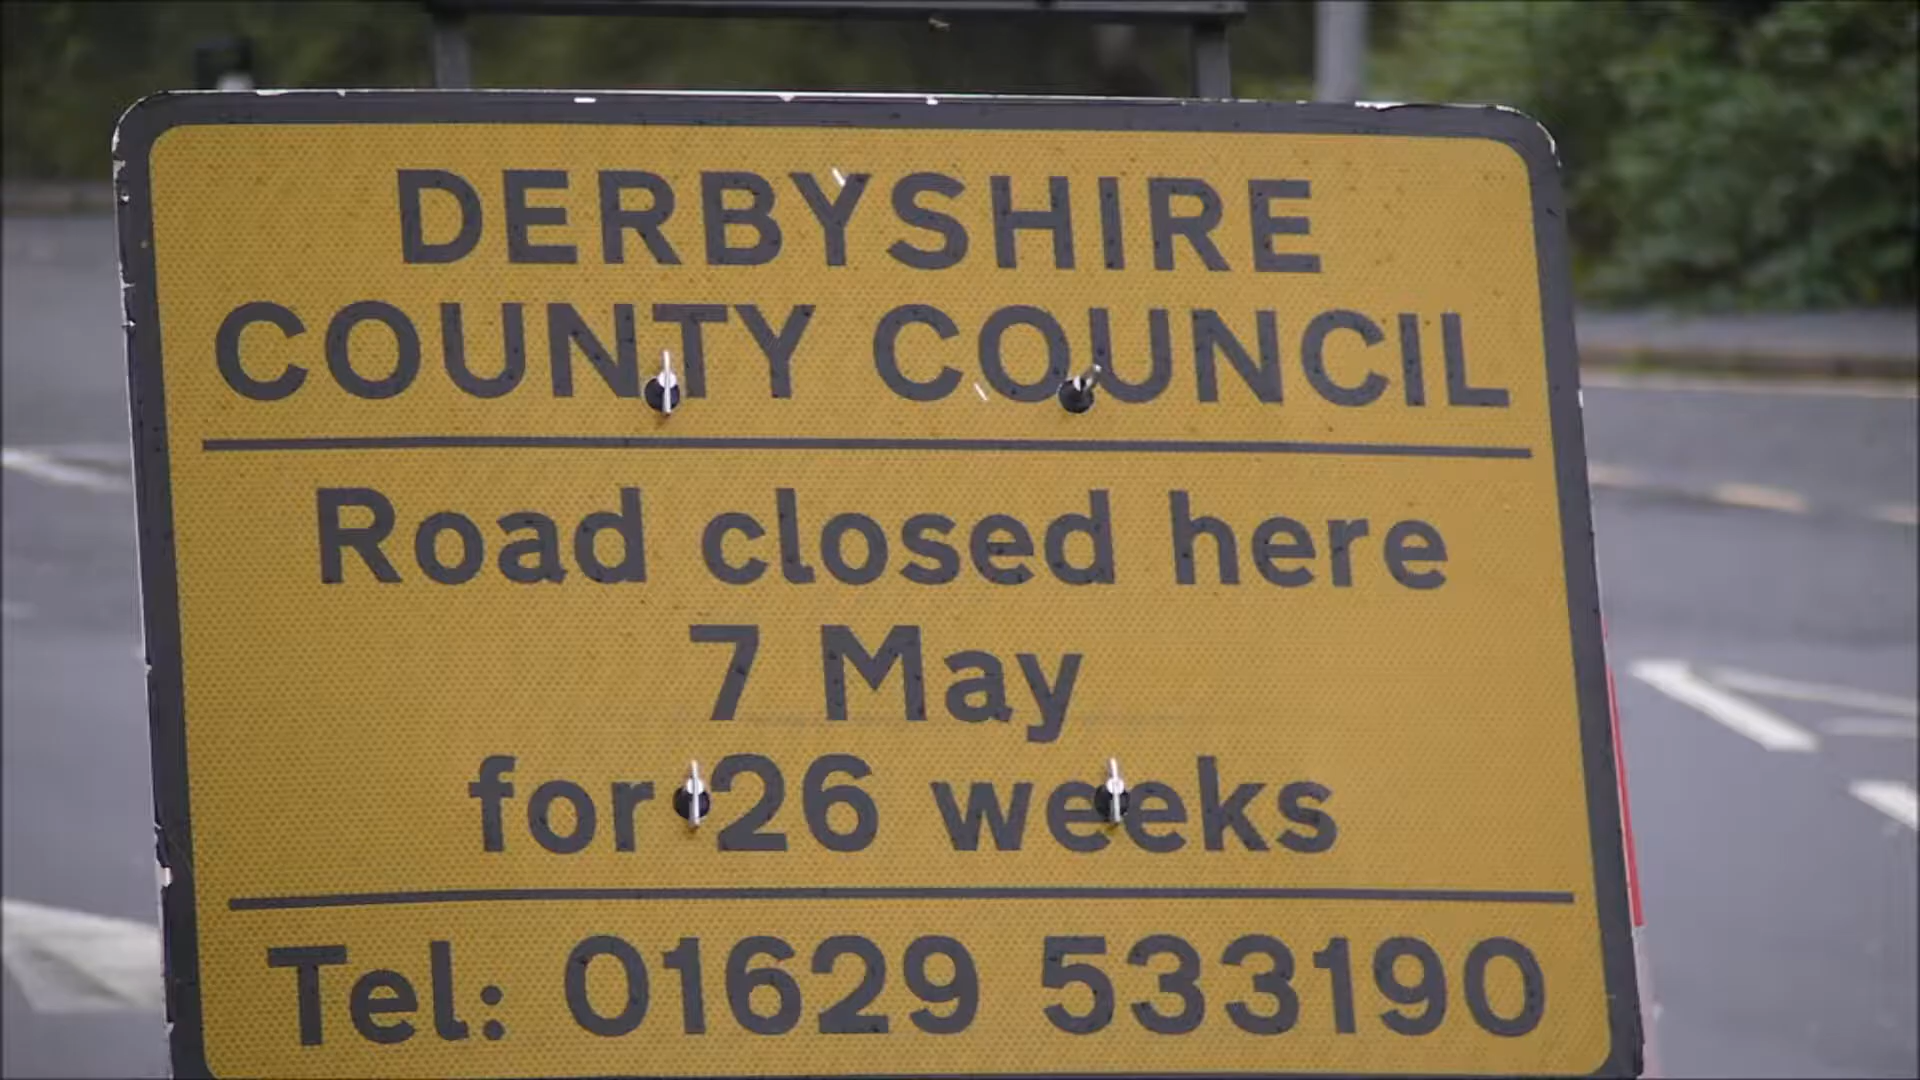 DERBYSHIRE
COUNTY COUNCIL
Road closed here
7 May
for 26 weeks
Tel: 01629 533190